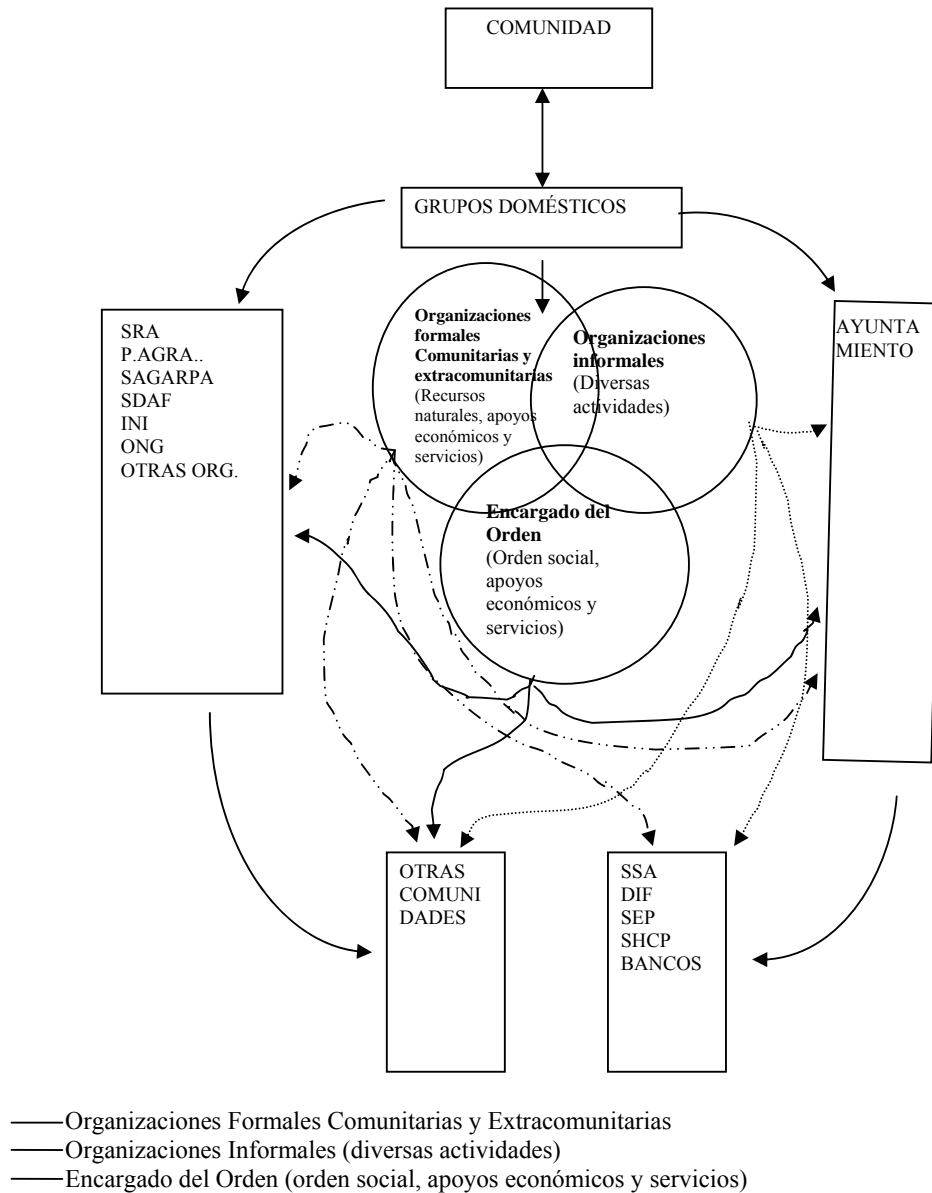 COMUNIDAD
GRUPOS DOMÉSTICOS
SRA
P.AGRA..
SAGARPA
SDAF
INI
ONG
OTRAS ORG.
Organizaciones
formales
Comunitarias y
extracomunitarias
(Recursos
naturales, apoyos
económicos y
servicios)
Organizaciones
informales
(Diversas
actividades)
AYUNTA
MIENTO
Encargado del
Orden
(Orden social,
apoyos
económicos y
servicios)
OTRAS
COMUNI
DADES
SSA
DIF
SEP
SHCP
BANCOS
Organizaciones Formales Comunitarias y Extracomunitarias
Organizaciones Informales (diversas actividades)
Encargado del Orden (orden social, apoyos económicos y servicios)